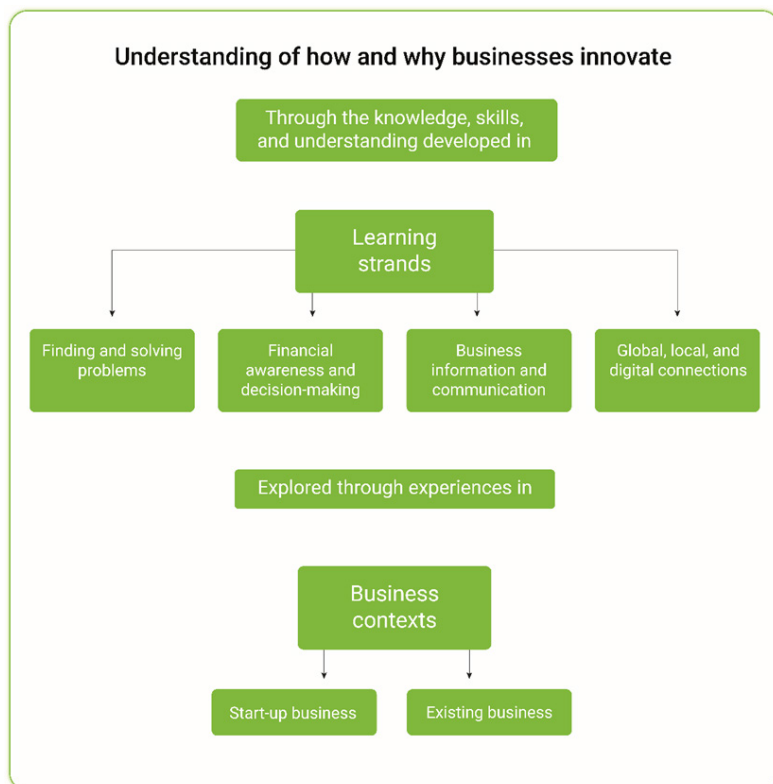 Understanding of how and why businesses innovate
Through the knowledge, skills,
and understanding developed in
Learning
strands
Finding and solving
problems
Financial
awareness and
decision-making
Business
information and
communication
Global, local, and
digital connections
Explored through experiences in
Business
contexts
Start-up business
Existing business